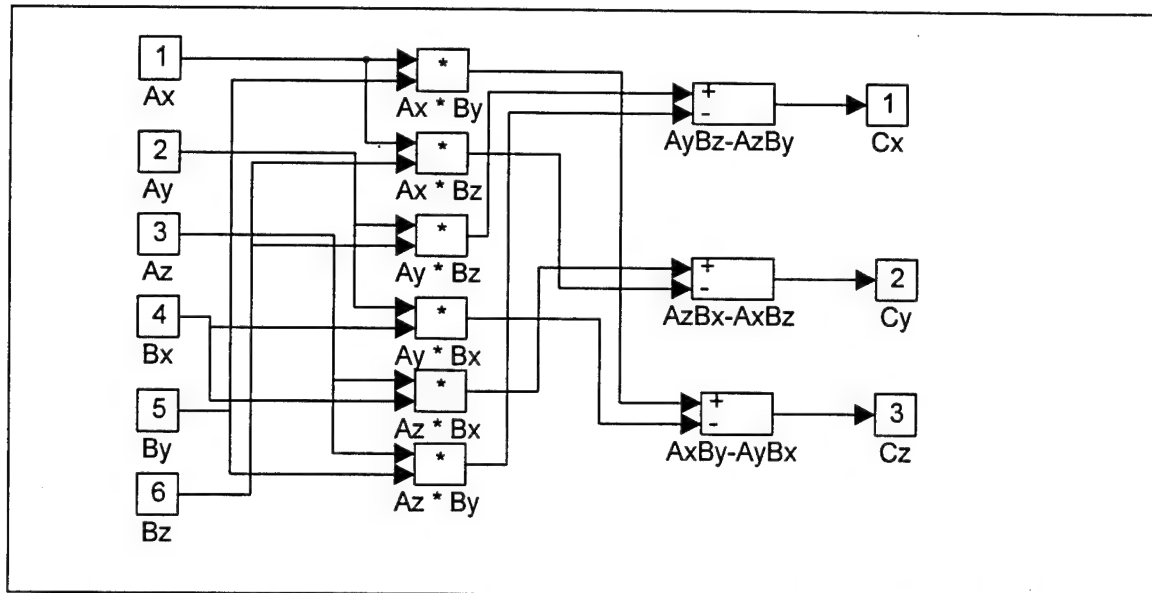 1
Ax
2
Ay
3
Az
4
Bx
5
By
6
Bz
*
Ax * By
*
Ax * Bz
*
Ay * Bz
*
Ay * Bx
*
Az * Bx
*
Az * By
+
-
AyBz-AzBy
+
-
AzBx-AxBz
+
-
AxBy-AyBx
1
Cx
2
Cy
3
Cz